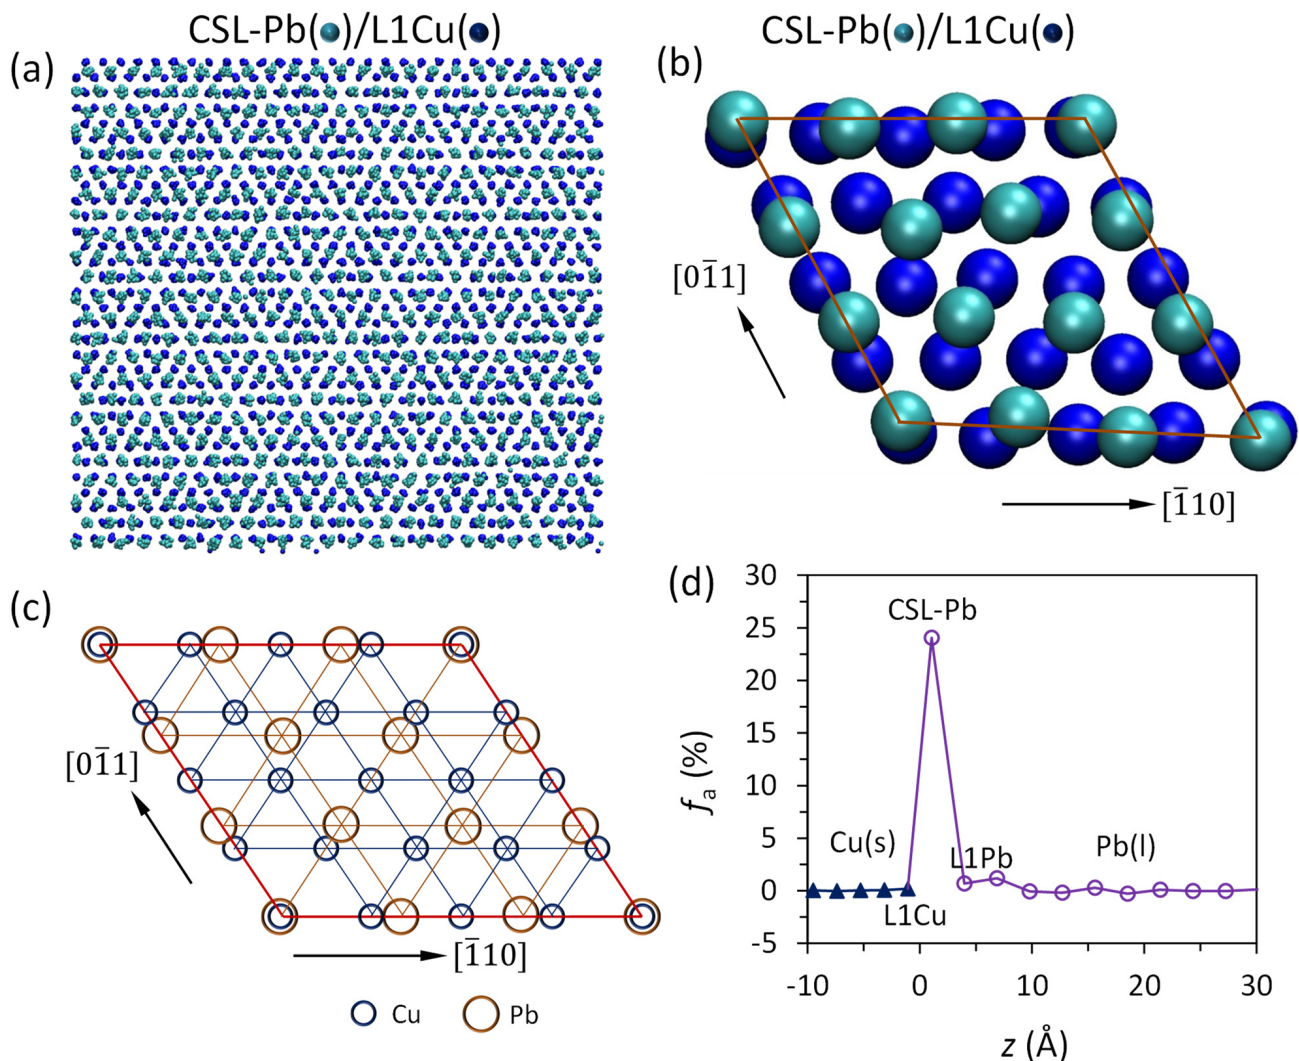 CSL-Pb()/L1Cu()
CSL-Pb()/L1Cu()
(a)
(b)
[01̅1]
[1̅10]
(c)
[01̅1]
[1̅10]
Cu
Pb
(d)
30
25
20
15
10
5
0
-5
fa (%)
CSL-Pb
Cu(s)
L1Pb
Pb(l)
L1Cu
-10
0
10
20
30
z (Å)